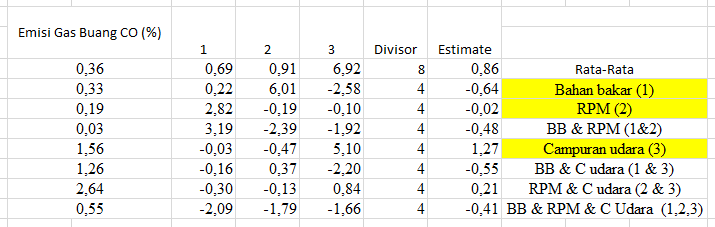 Emisi Gas Buang CO (%) 1 2 3 Divisor Estimate
0,36 0,69 0,91 6,92 8 0,86 Rata-Rata
0,33 0,22 6,01 -2,58 4 -0,64 Bahan bakar (1)
0,19 2,82 -0,19 -0,10 4 -0,02 RPM (2)
0,03 3,19 -2,39 -1,92 4 -0,48 BB & RPM (1&2)
1,56 -0,03 -0,47 5,10 4 1,27 Campuran udara (3)
1,26 -0,16 0,37 -2,20 4 -0,55 BB & C udara (1 & 3)
2,64 -0,30 -0,13 0,84 4 0,21 RPM & C udara (2 & 3)
0,55 -2,09 -1,79 -1,66 4 -0,41 BB & RPM & C Udara (1,2,3)